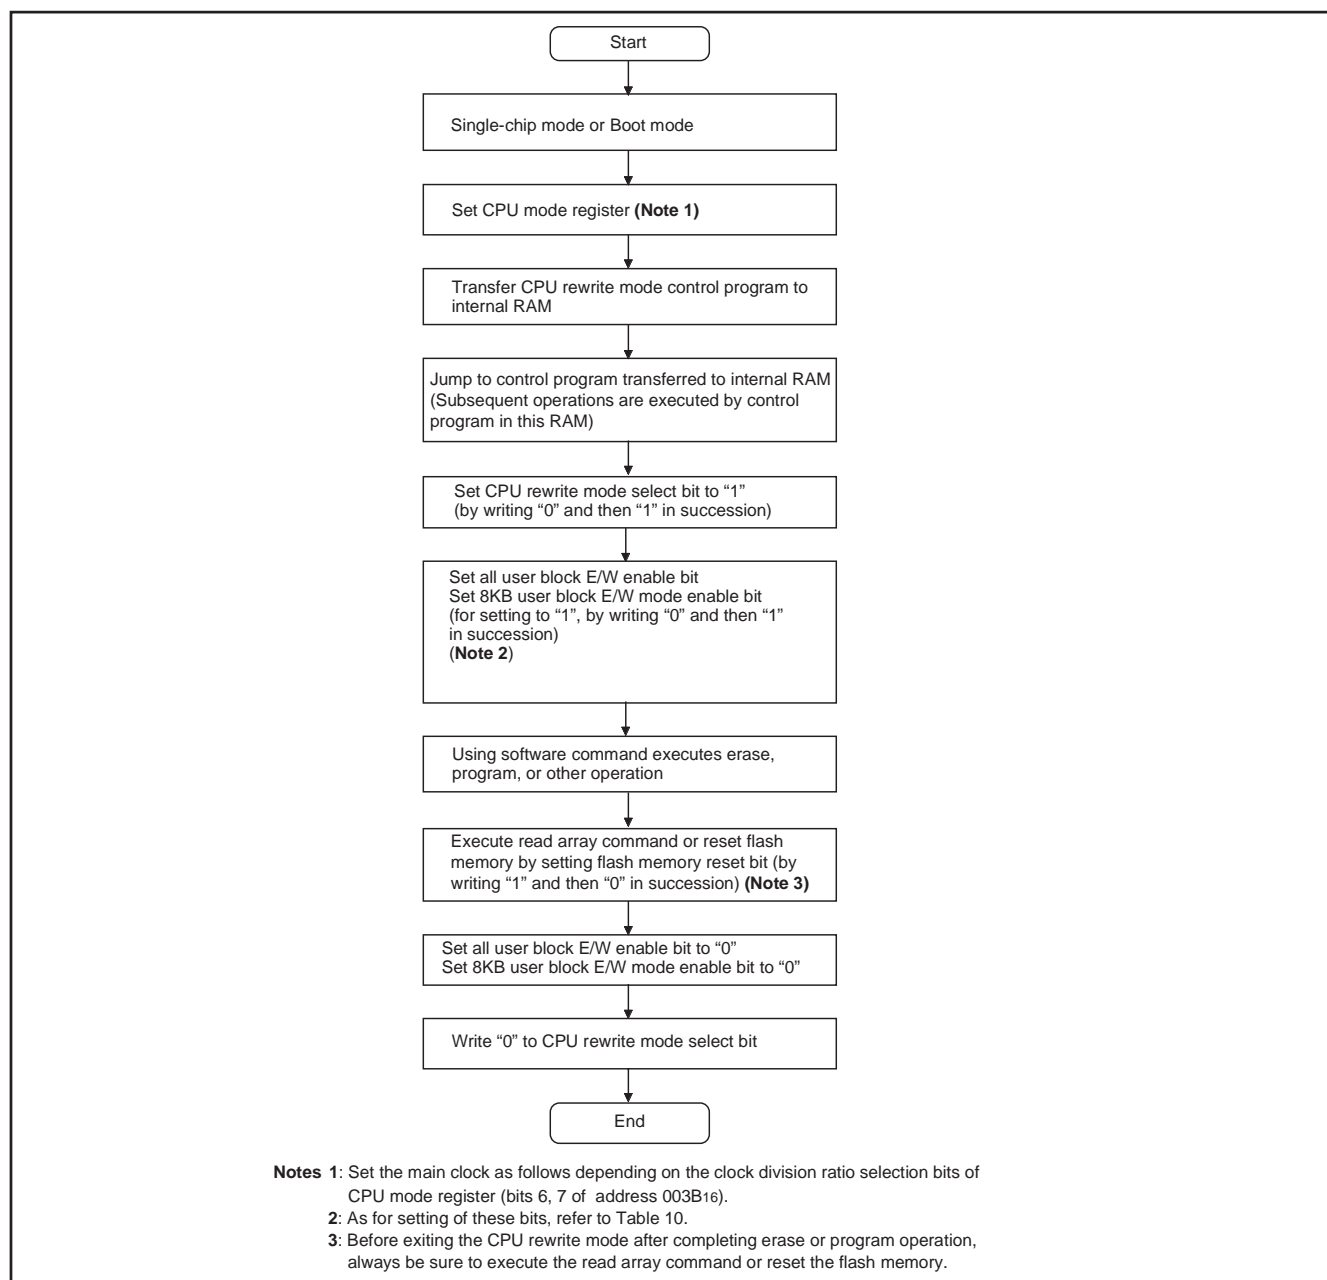 Start
Single-chip mode or Boot mode
Set CPU mode register (Note 1)
Transfer CPU rewrite mode control program to
internal RAM
Jump to control program transferred to internal RAM
(Subsequent operations are executed by control
program in this RAM)
Set CPU rewrite mode select bit to “1”
(by writing “0” and then “1” in succession)
Set all user block E/W enable bit
Set 8KB user block E/W mode enable bit
(for setting to “1”, by writing “0” and then “1”
in succession)
(Note 2)
Using software command executes erase,
program, or other operation
Execute read array command or reset flash
memory by setting flash memory reset bit (by
writing “1” and then “0” in succession) (Note 3)
Set all user block E/W enable bit to “0”
Set 8KB user block E/W mode enable bit to “0”
Write “0” to CPU rewrite mode select bit
End
Notes 1: Set the main clock as follows depending on the clock division ratio selection bits of
CPU mode register (bits 6, 7 of address 003B16).
2: As for setting of these bits, refer to Table 10.
3: Before exiting the CPU rewrite mode after completing erase or program operation,
always be sure to execute the read array command or reset the flash memory.